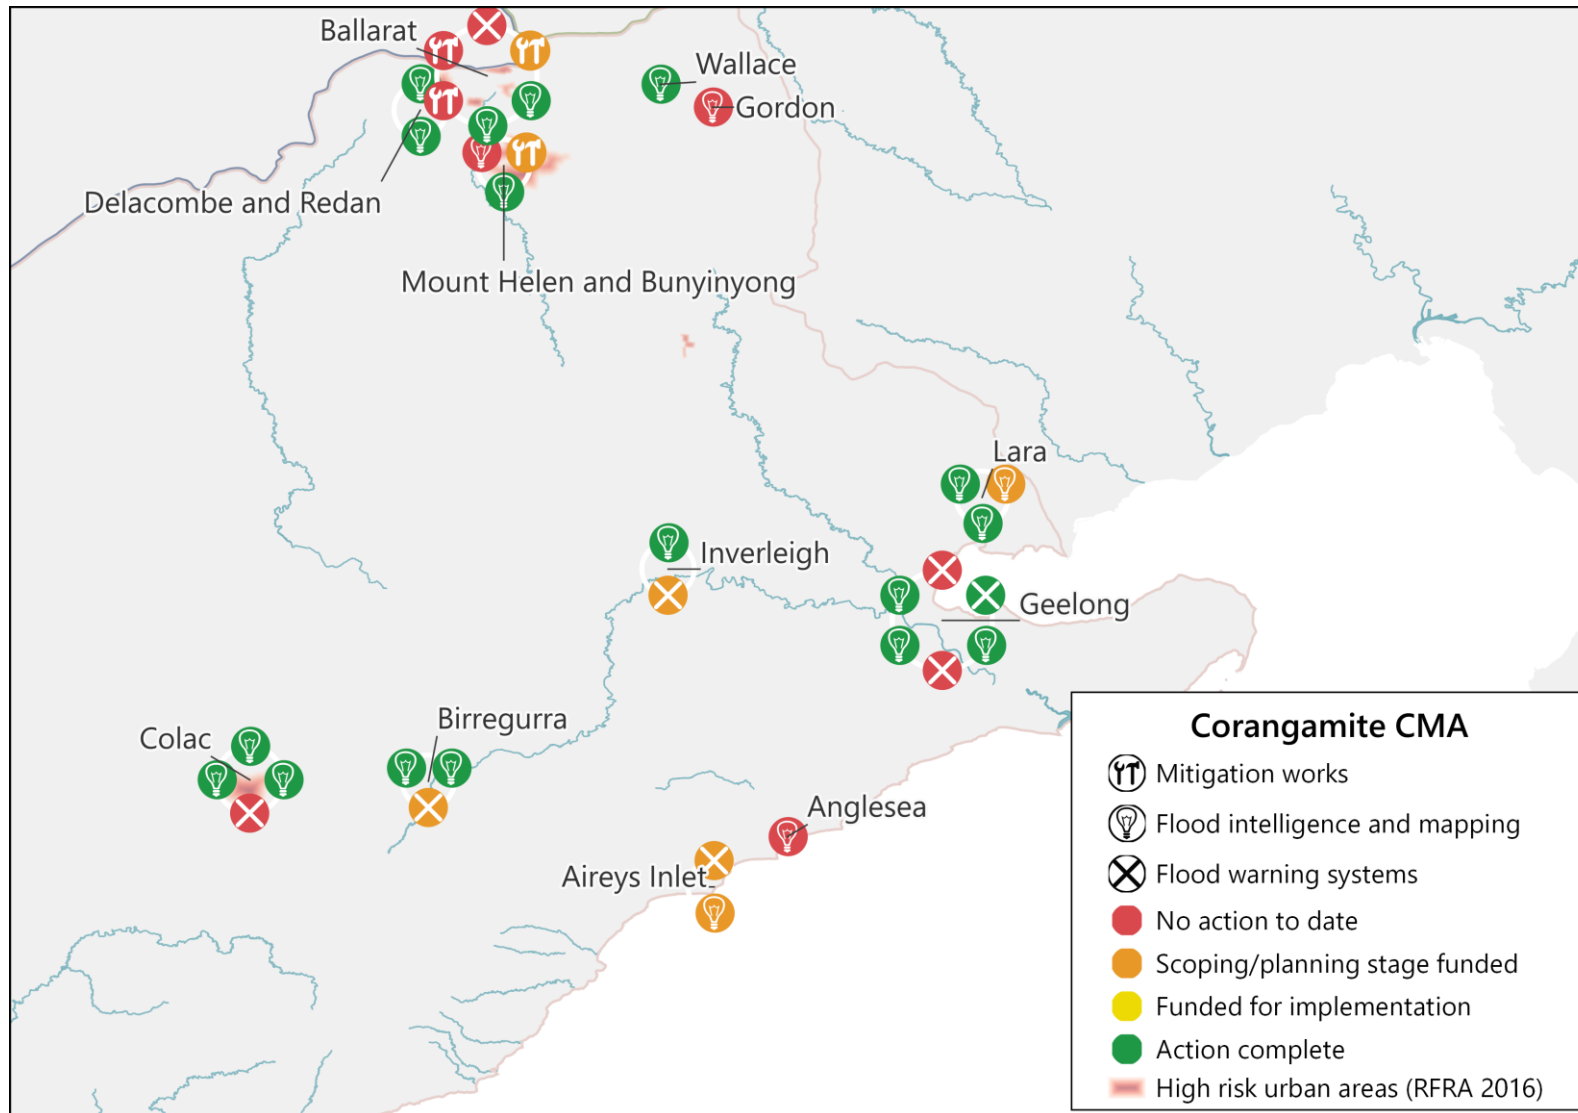 Ballarat
Wallace
Gordon
Delacombe and Redan
Mount Helen and Bunyinyong
Lara
Inverleigh
Geelong
Birregurra
Colac
Anglesea
Aireys Inlet
Corangamite CMA
Mitigation works
Flood intelligence and mapping
Flood warning systems
No action to date
Scoping/planning stage funded
Funded for implementation
Action complete
High risk urban areas (RFRA 2016)